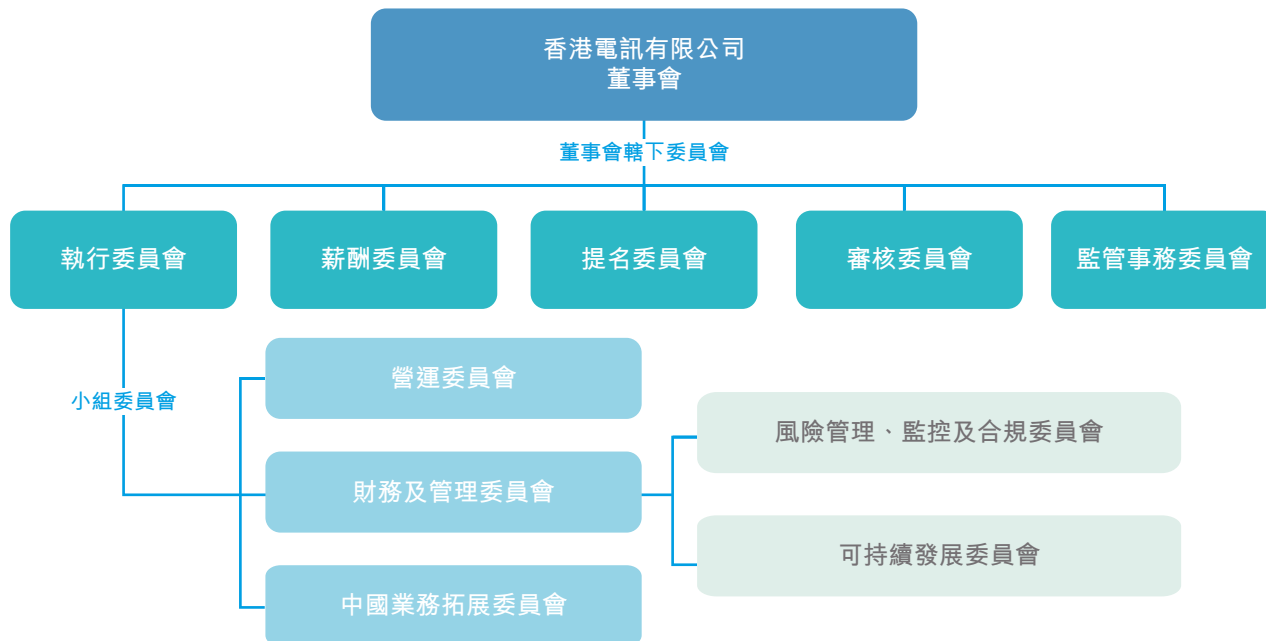 香港電訊有限公司
董事會
董事會轄下委員會
執行委員會
薪酬委員會
提名委員會
審核委員會
監管事務委員會
小組委員會
營運委員會
財務及管理委員會
中國業務拓展委員會
風險管理、監控及合規委員會
可持續發展委員會